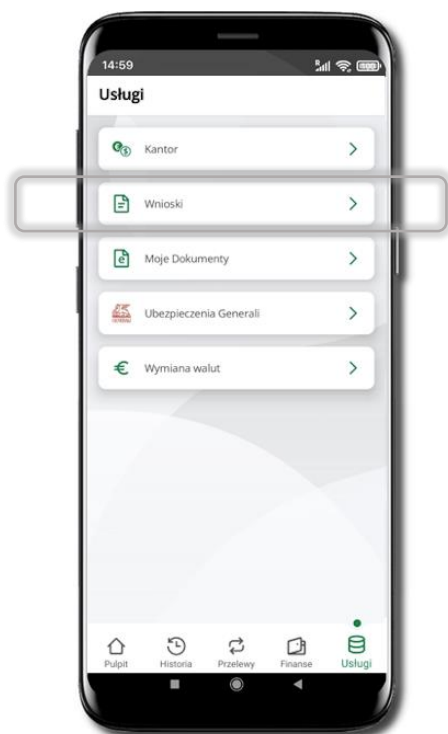 14:59
Usługi
Kantor
Wnioski
Moje Dokumenty
Ubezpieczenia Generali
Wymiana walut
Pulpit
Historia
Przelewy
Finanse
Usługi